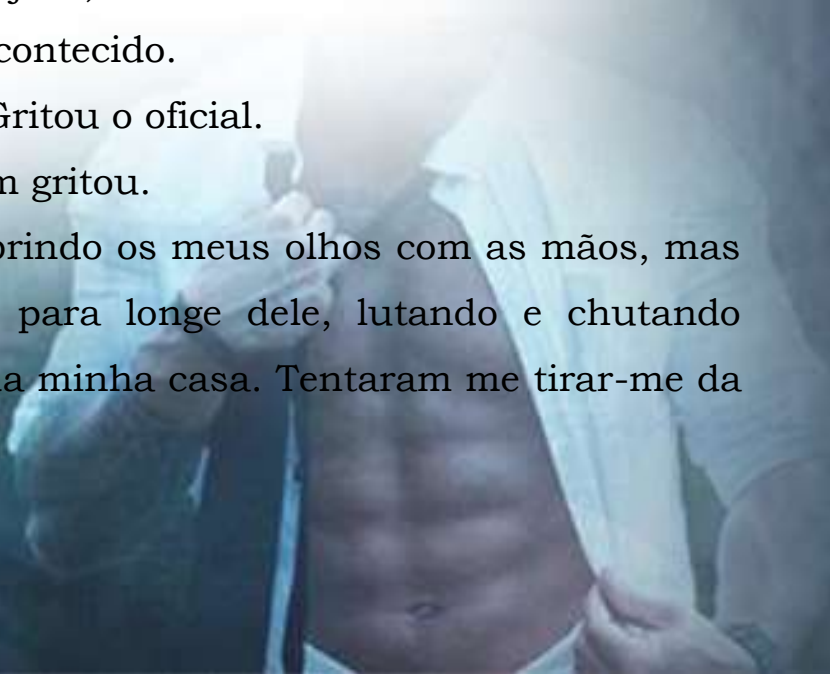 contecido.
Gritou o oficial.
m gritou.
brindo os meus olhos com as mãos, mas
para longe dele, lutando e chutando
a minha casa. Tentaram me tirar-me da